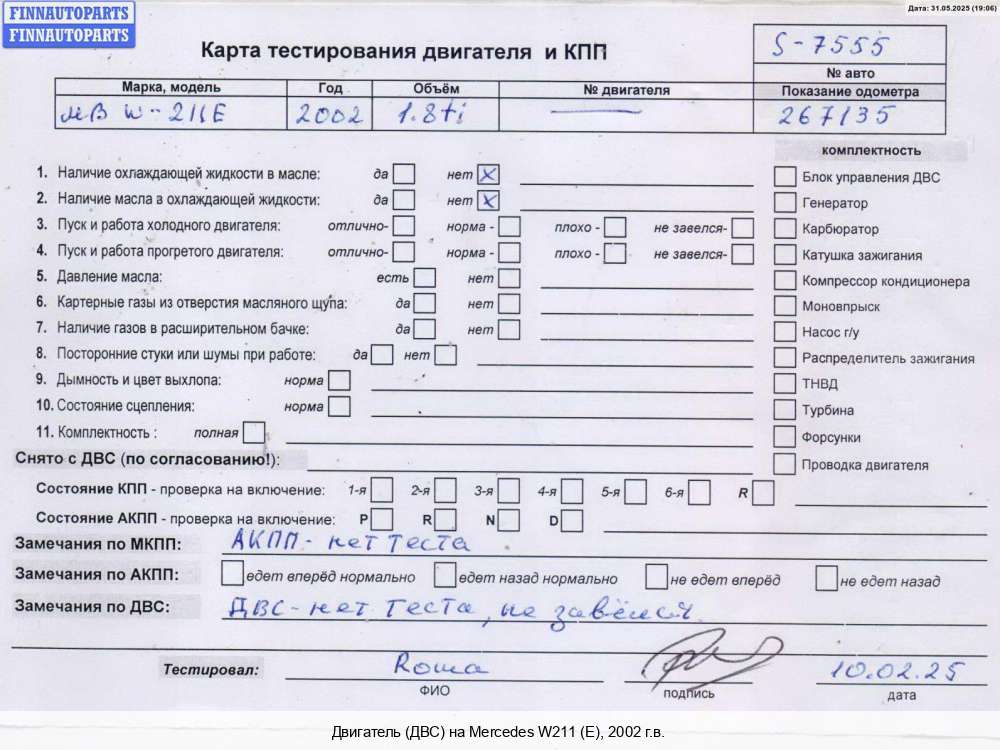 FINNAUTOPARTS
FINNAUTOPARTS
Дата: 31.05.2025 (19:06)
Карта тестирования двигателя и КПП
S-7555
№ авто
Марка, модель Год Объём № двигателя Показание одометра
МВ W-211E 2002 1.8ti 267135
комплектность
1. Наличие охлаждающей жидкости в масле: да нет X Блок управления ДВС
2. Наличие масла в охлаждающей жидкости: да нет X Генератор
3. Пуск и работа холодного двигателя: отлично- норма - плохо - не завелся- Карбюратор
4. Пуск и работа прогретого двигателя: отлично- норма - плохо - не завелся- Катушка зажигания
5. Давление масла: есть нет Компрессор кондиционера
6. Картерные газы из отверстия масляного щупа: да нет Моновпрыск
7. Наличие газов в расширительном бачке: да нет Насос г/у
8. Посторонние стуки или шумы при работе: да нет Распределитель зажигания
9. Дымность и цвет выхлопа: норма ТНВД
10. Состояние сцепления: норма Турбина
11. Комплектность : полная Форсунки
Снято с ДВС (по согласованию!): Проводка двигателя
Состояние КПП - проверка на включение: 1-я 2-я 3-я 4-я 5-я 6-я R
Состояние АКПП - проверка на включение: P R N D
Замечания по МКПП: АКПП - нет теста
Замечания по АКПП: едет вперёд нормально едет назад нормально не едет вперёд не едет назад
Замечания по ДВС: ДВС - нет теста, не завёлся.
Тестировал: Roma 10.02.25
ФИО подпись дата
Двигатель (ДВС) на Mercedes W211 (E), 2002 г.в.